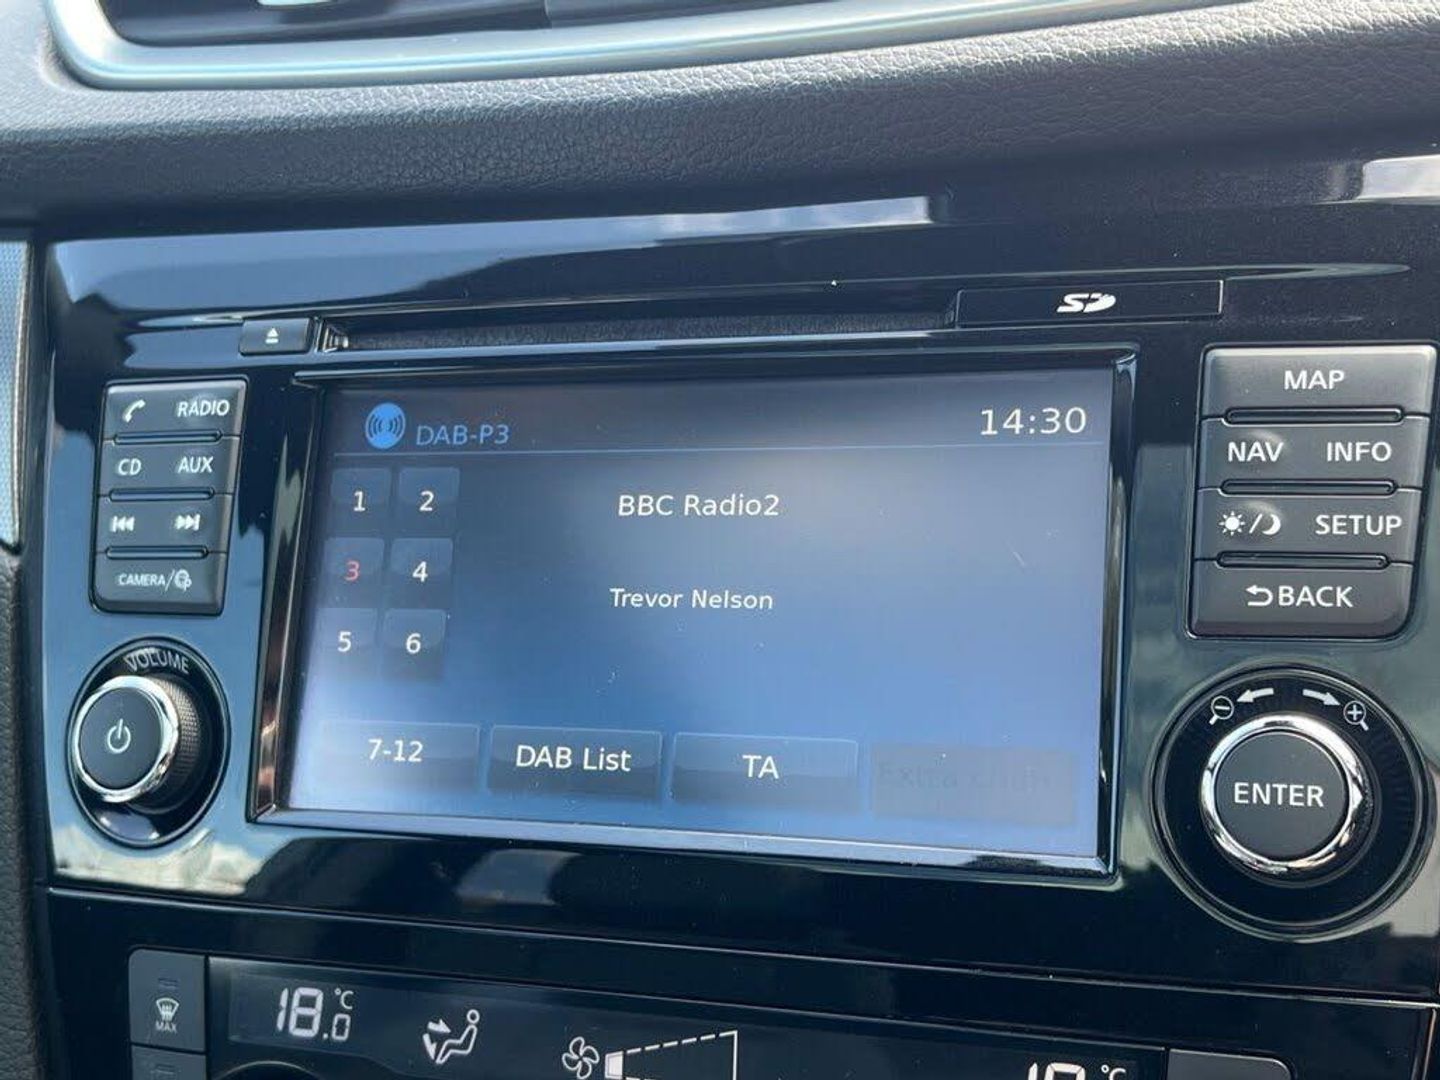 SD
MAP
RADIO
DAB-P3
14:30
CD AUX
NAV INFO
1 2
BBC Radio2
SETUP
3 4
Trevor Nelson
CAMERA/
BACK
5 6
VOLUME
7-12
DAB List
TA
ENTER
18.0 °C
MAX
18 °C